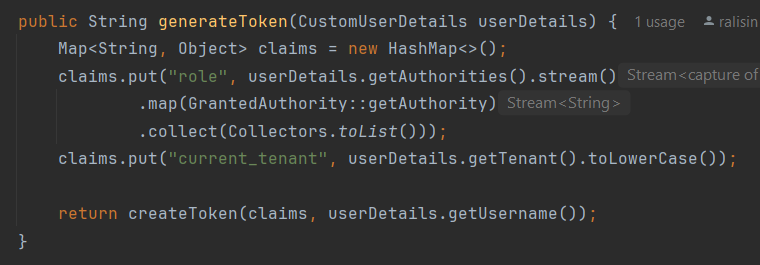 public String generateToken(CustomUserDetails userDetails) { 1 usage ralisin
Map<String, Object> claims = new HashMap<>();
claims.put("role", userDetails.getAuthorities().stream() Stream<capture of
.map(GrantedAuthority::getAuthority) Stream<String>
.collect(Collectors.toList()));
claims.put("current_tenant", userDetails.getTenant().toLowerCase());
return createToken(claims, userDetails.getUsername());
}